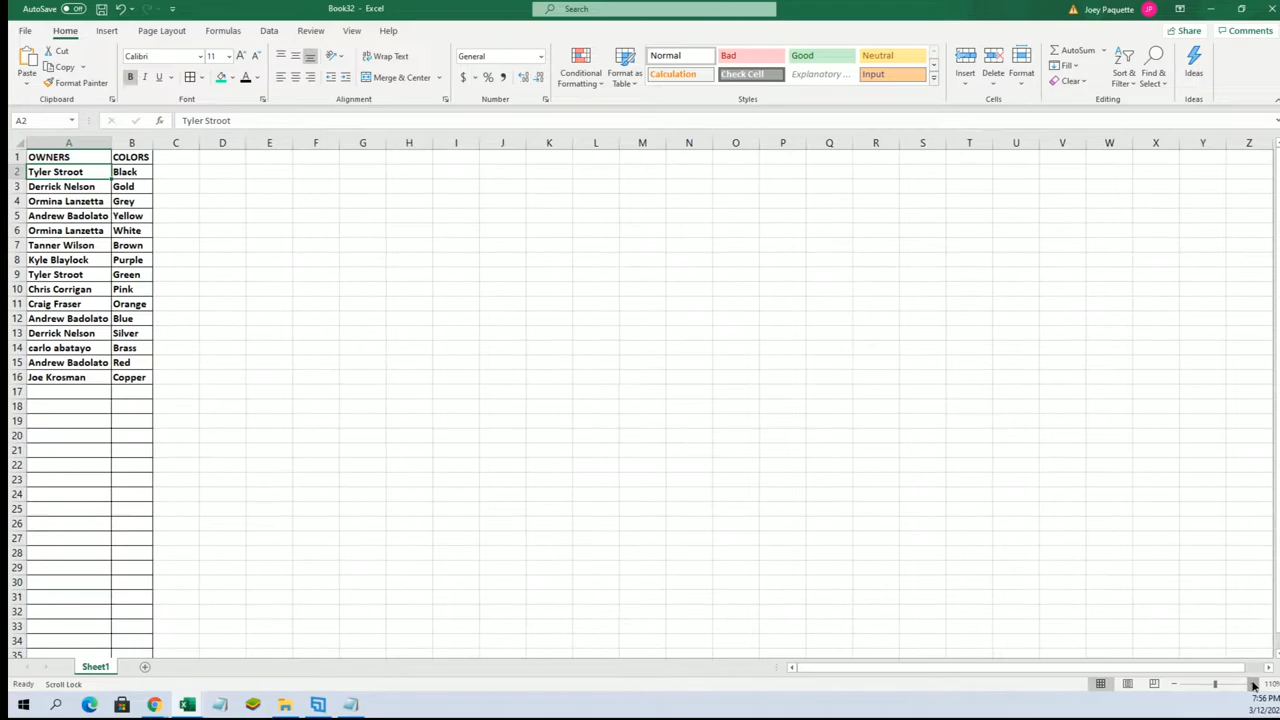 AutoSave Off Book32 - Excel Search Joey Paquette JP
File Home Insert Page Layout Formulas Data Review View Help Share Comments
Paste Cut Copy Format Painter Clipboard
Calibri 11 B I U A A A Font
Wrap Text Merge & Center Alignment
General $ % Number
Conditional Formatting Format as Table
Normal Bad Good Neutral
Calculation Check Cell Explanatory ... Input
Styles
Insert Delete Format Cells
AutoSum Fill Clear Sort & Filter Find & Select Editing
Ideas Ideas
A2 fx Tyler Stroot
A B C D E F G H I J K L M N O P Q R S T U V W X Y Z
1 OWNERS COLORS
2 Tyler Stroot Black
3 Derrick Nelson Gold
4 Ormina Lanzetta Grey
5 Andrew Badolato Yellow
6 Ormina Lanzetta White
7 Tanner Wilson Brown
8 Kyle Blaylock Purple
9 Tyler Stroot Green
10 Chris Corrigan Pink
11 Craig Fraser Orange
12 Andrew Badolato Blue
13 Derrick Nelson Silver
14 carlo abatayo Brass
15 Andrew Badolato Red
16 Joe Krosman Copper
17
18
19
20
21
22
23
24
25
26
27
28
29
30
31
32
33
34
35
Sheet1
Ready Scroll Lock 110%
7:56 PM
3/12/202